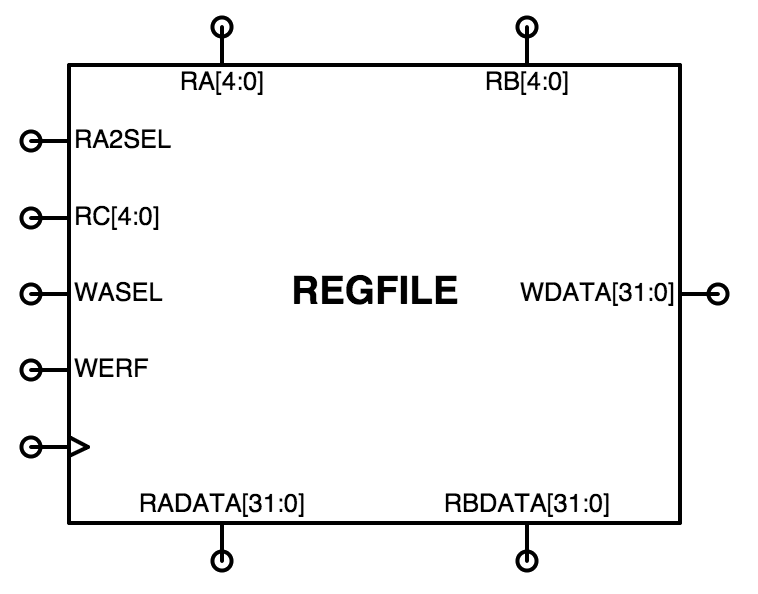 RA[4:0]
RB[4:0]
RA2SEL
RC[4:0]
WASEL
REGFILE
WDATA[31:0]
WERF
RADATA[31:0]
RBDATA[31:0]